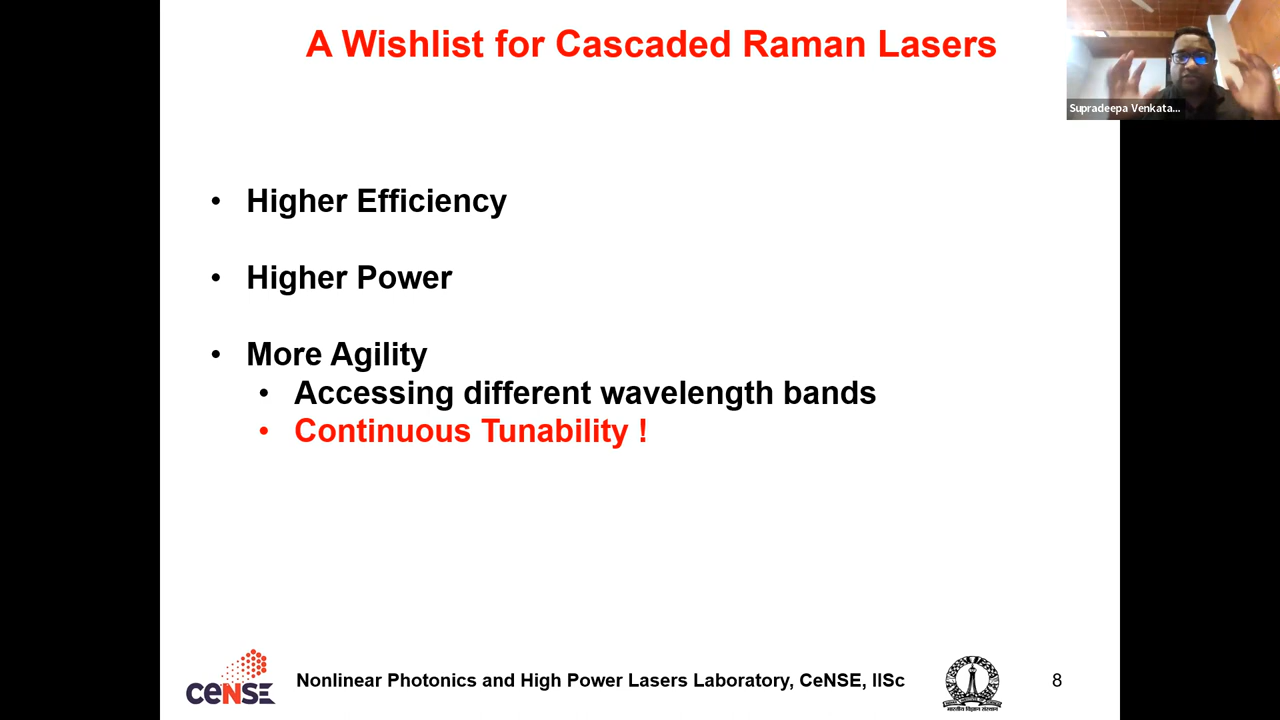 A Wishlist for Cascaded Raman Lasers
Supradeepa Venkata...
• Higher Efficiency
• Higher Power
• More Agility
• Accessing different wavelength bands
• Continuous Tunability !
CeNSE
Nonlinear Photonics and High Power Lasers Laboratory, CeNSE, IISc
भारतीय विज्ञान संस्थान
8